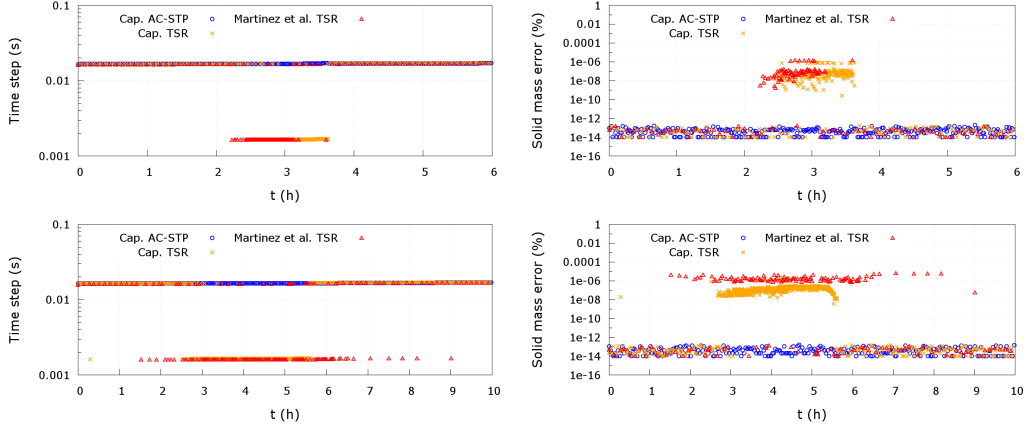 Time step (s)
0.1
0.01
0.001
Cap. AC-STP
Cap. TSR
Martinez et al. TSR
0 1 2 3 4 5 6
t (h)
Solid mass error (%)
1
0.01
0.0001
1e-06
1e-08
1e-10
1e-12
1e-14
1e-16
Cap. AC-STP
Cap. TSR
Martinez et al. TSR
0 1 2 3 4 5 6
t (h)
Time step (s)
0.1
0.01
0.001
Cap. AC-STP
Cap. TSR
Martinez et al. TSR
0 1 2 3 4 5 6 7 8 9 10
t (h)
Solid mass error (%)
1
0.01
0.0001
1e-06
1e-08
1e-10
1e-12
1e-14
1e-16
Cap. AC-STP
Cap. TSR
Martinez et al. TSR
0 1 2 3 4 5 6 7 8 9 10
t (h)